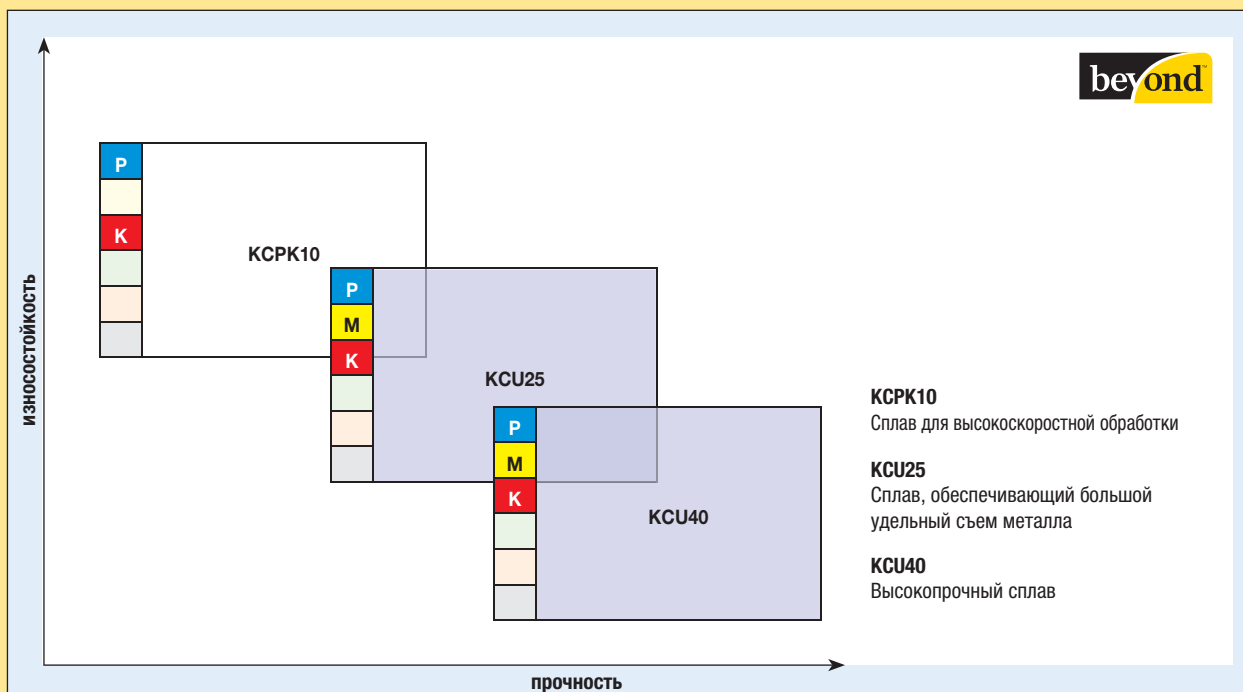 beyond™
P
K
KCPK10
P
M
K
KCU25
P
M
K
KCU40
износостойкость
прочность
KCPK10
Сплав для высокоскоростной обработки
KCU25
Сплав, обеспечивающий большой
удельный съем металла
KCU40
Высокопрочный сплав